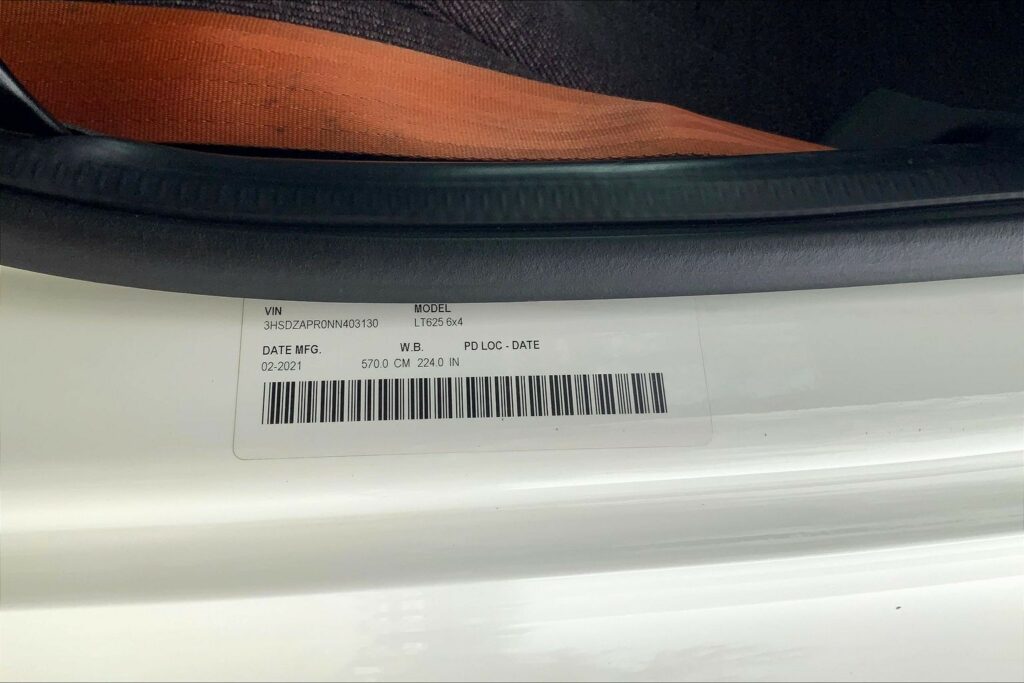 VIN MODEL
3HSDZAPR0NN403130 LT625 6x4
DATE MFG. W.B. PD LOC - DATE
02-2021 570.0 CM 224.0 IN